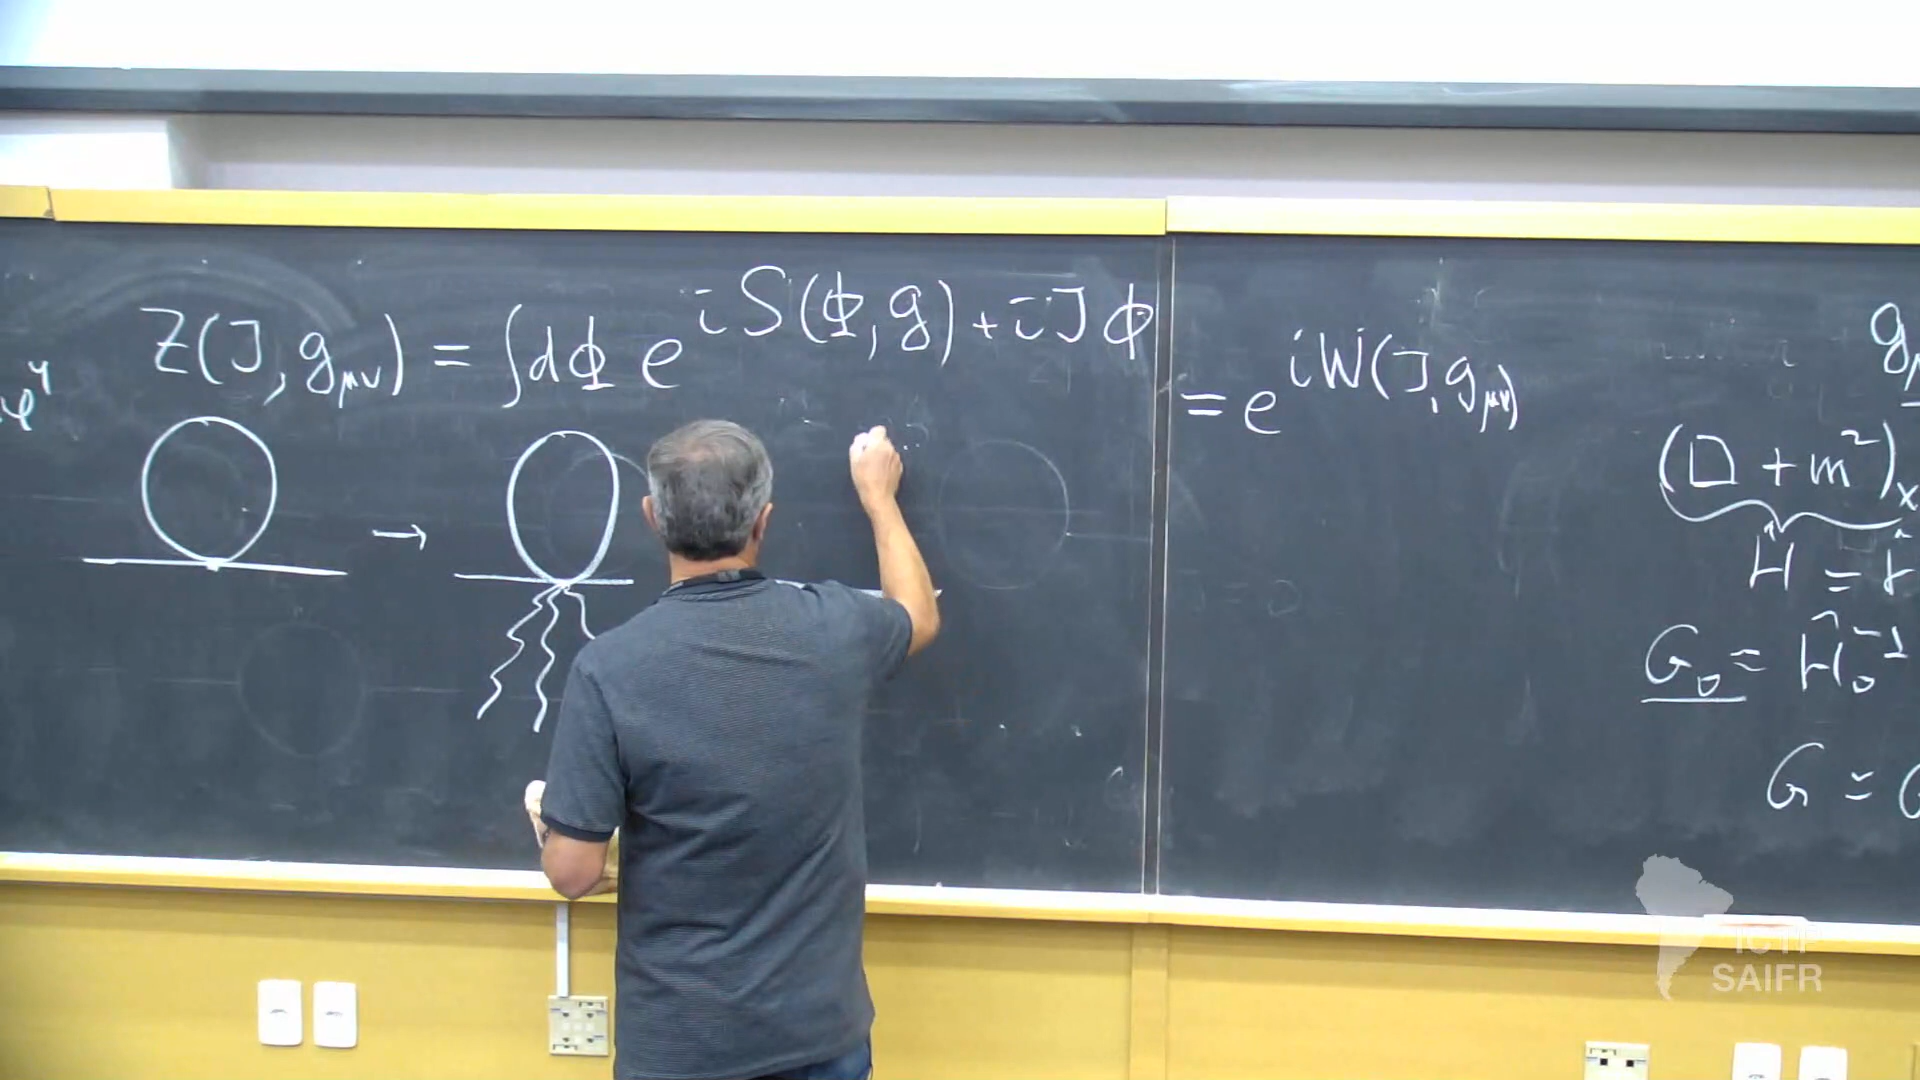 Z(J, g_μν) = ∫dΦ e^{iS(Φ, g) + iJΦ} = e^{iW(J, g_μν)}
φ⁴
→
(□ + m²)ₓ
Ĥ =
G₀ = Ĥ₀⁻¹
G =
ICTP
SAIFR